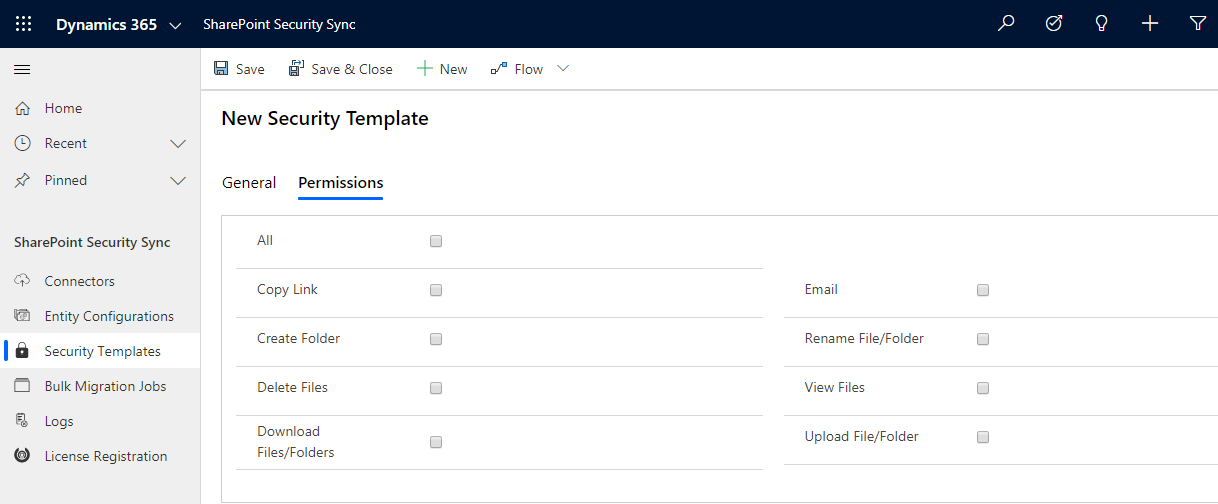 Dynamics 365 SharePoint Security Sync
Save Save & Close New Flow
Home
Recent
Pinned
SharePoint Security Sync
Connectors
Entity Configurations
Security Templates
Bulk Migration Jobs
Logs
License Registration
New Security Template
General Permissions
All
Copy Link Email
Create Folder Rename File/Folder
Delete Files View Files
Download
Files/Folders
Upload File/Folder